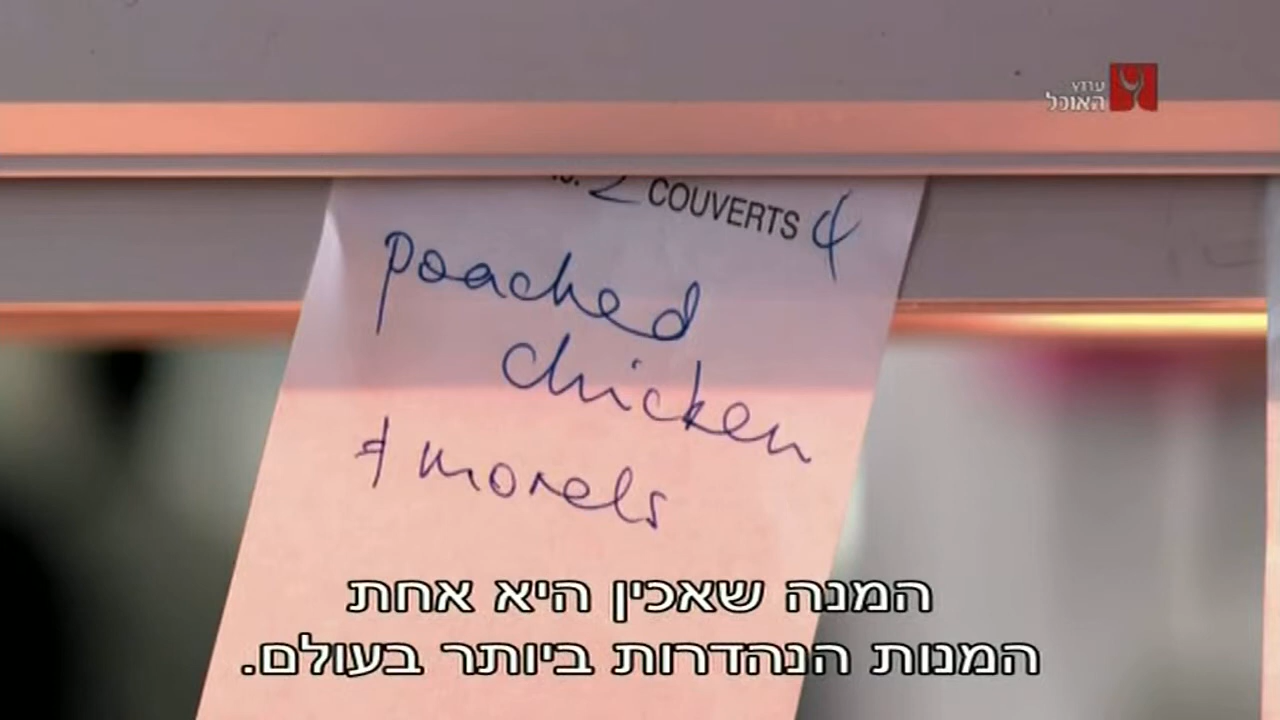 ערוץ
האוכל
2 COUVERTS 4
poached
chicken
& morels
המנה שאכין היא אחת
המנות הנהדרות ביותר בעולם.